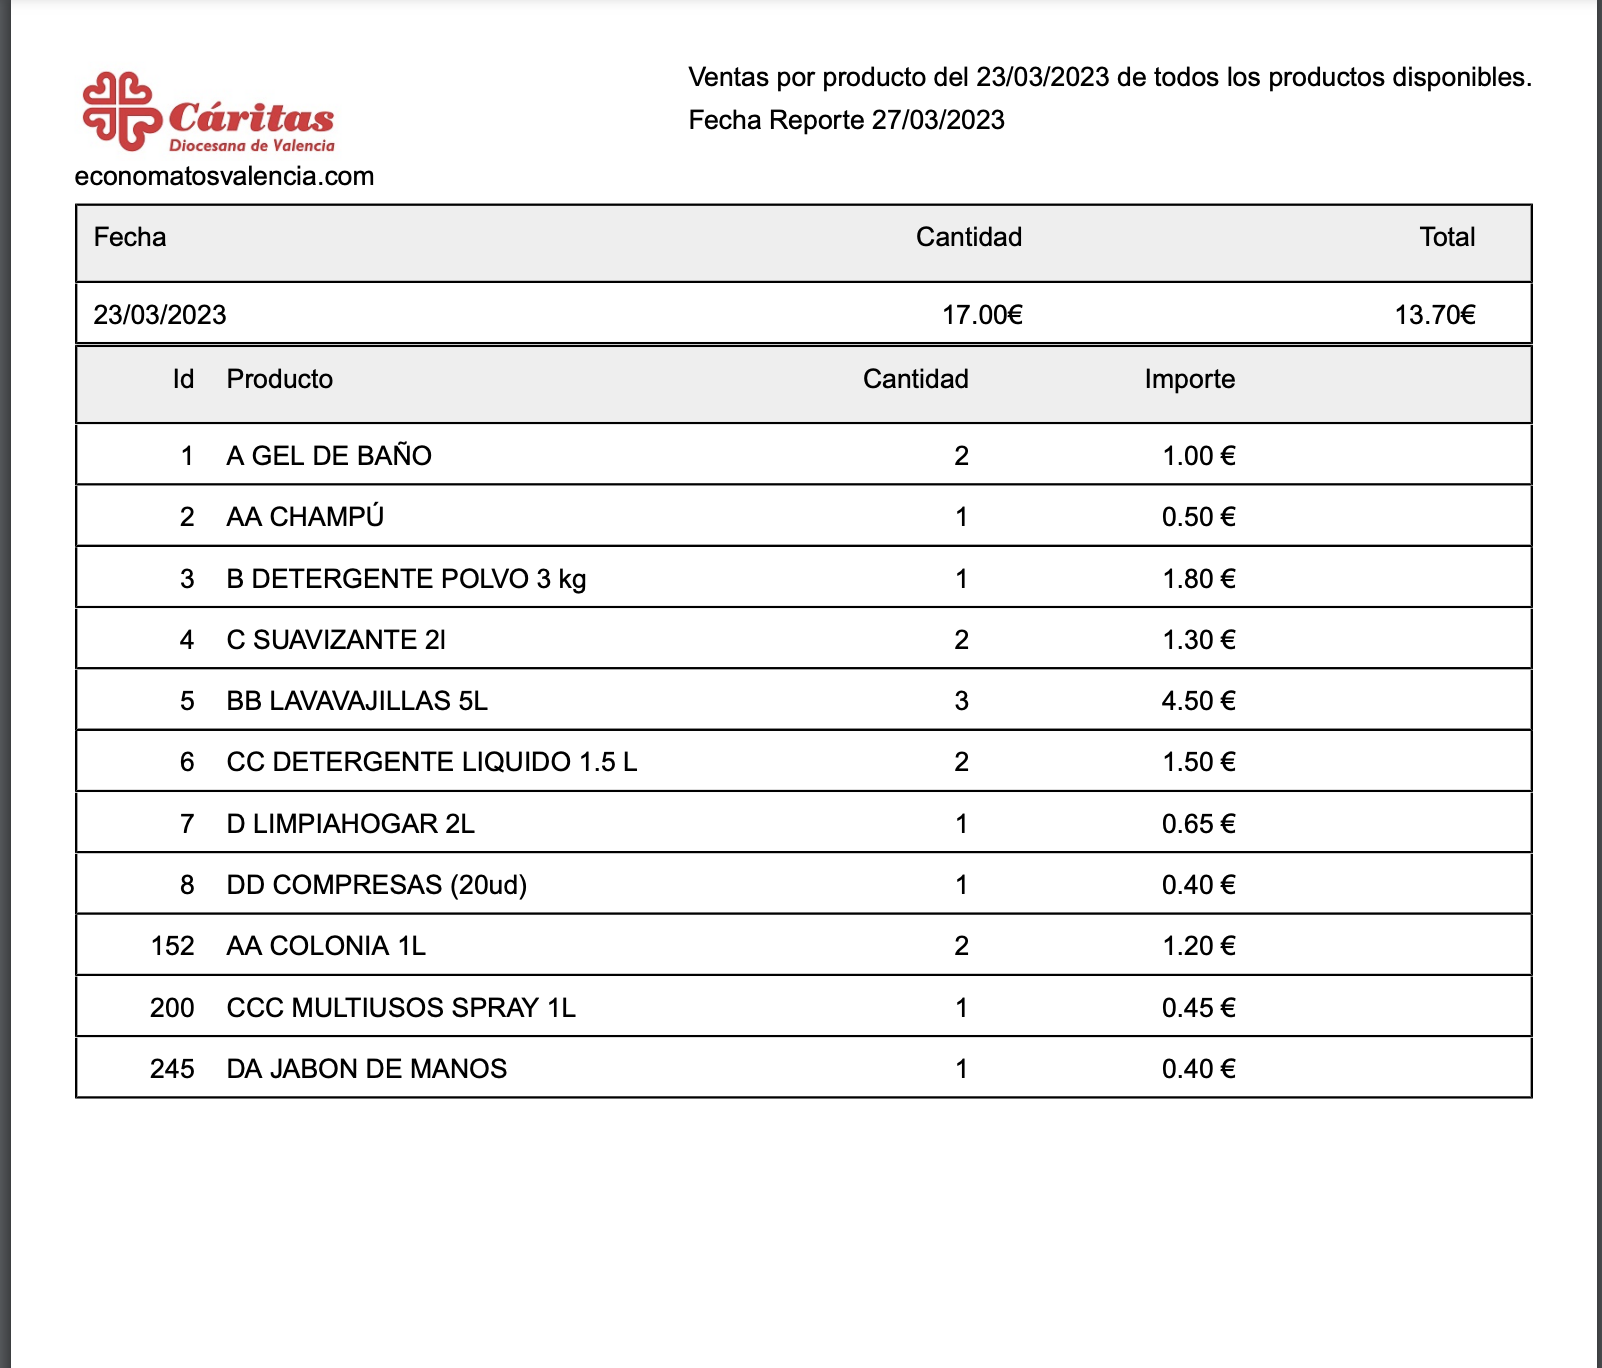 Ventas por producto del 23/03/2023 de todos los productos disponibles.
Fecha Reporte 27/03/2023
Cáritas
Diocesana de Valencia
economatosvalencia.com
Fecha Cantidad Total
23/03/2023 17.00€ 13.70€
Id Producto Cantidad Importe
1 A GEL DE BAÑO 2 1.00 €
2 AA CHAMPÚ 1 0.50 €
3 B DETERGENTE POLVO 3 kg 1 1.80 €
4 C SUAVIZANTE 2l 2 1.30 €
5 BB LAVAVAJILLAS 5L 3 4.50 €
6 CC DETERGENTE LIQUIDO 1.5 L 2 1.50 €
7 D LIMPIAHOGAR 2L 1 0.65 €
8 DD COMPRESAS (20ud) 1 0.40 €
152 AA COLONIA 1L 2 1.20 €
200 CCC MULTIUSOS SPRAY 1L 1 0.45 €
245 DA JABON DE MANOS 1 0.40 €